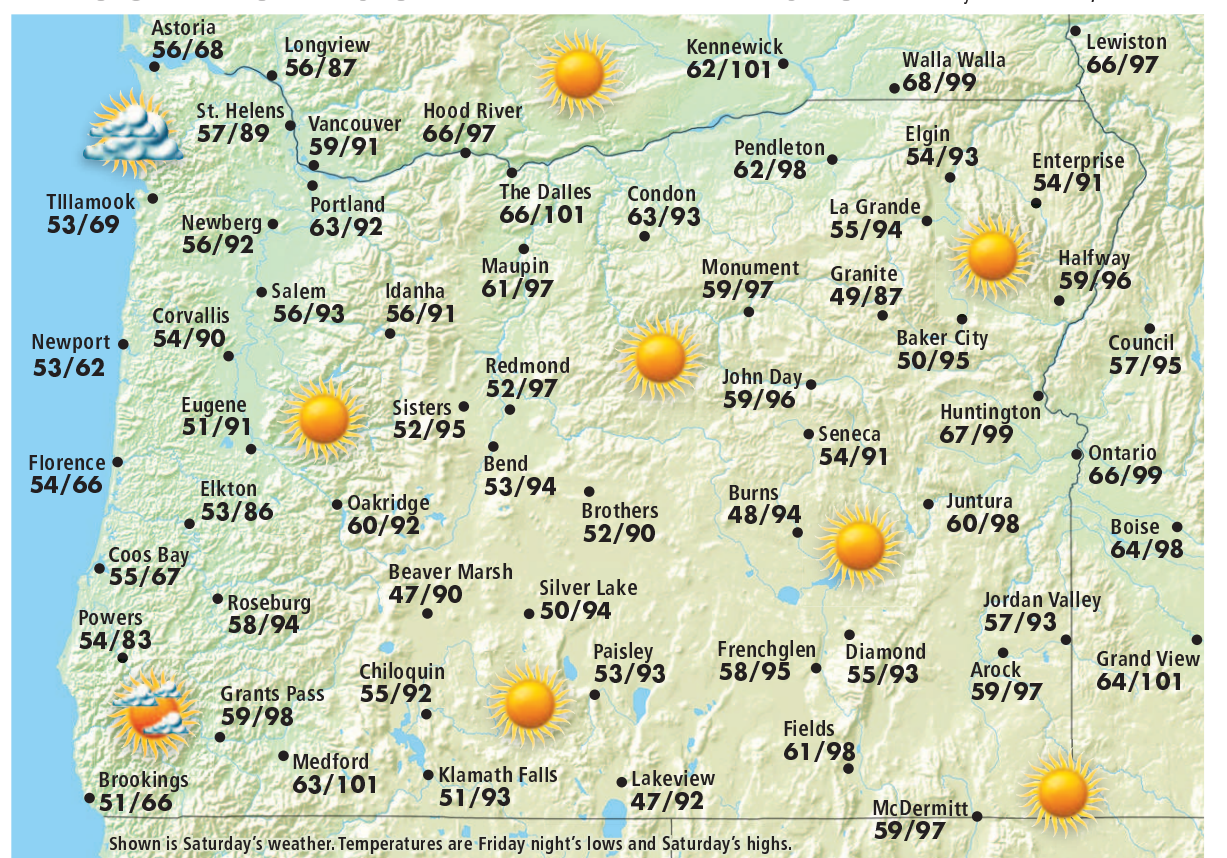 Astoria
56/68
Longview
56/87
Kennewick
62/101
Lewiston
66/97
Walla Walla
68/99
St. Helens
57/89
Vancouver
59/91
Hood River
66/97
Pendleton
62/98
Elgin
54/93
Enterprise
54/91
TIllamook
53/69
Newberg
56/92
Portland
63/92
The Dalles
66/101
Condon
63/93
La Grande
55/94
Maupin
61/97
Monument
59/97
Granite
49/87
Halfway
59/96
Salem
56/93
Idanha
56/91
Corvallis
54/90
Newport
53/62
Baker City
50/95
Council
57/95
Redmond
52/97
John Day
59/96
Eugene
51/91
Sisters
52/95
Huntington
67/99
Seneca
54/91
Ontario
66/99
Florence
54/66
Bend
53/94
Elkton
53/86
Oakridge
60/92
Brothers
52/90
Burns
48/94
Juntura
60/98
Boise
64/98
Coos Bay
55/67
Beaver Marsh
47/90
Silver Lake
50/94
Roseburg
58/94
Jordan Valley
57/93
Powers
54/83
Paisley
53/93
Frenchglen
58/95
Diamond
55/93
Arock
59/97
Grand View
64/101
Chiloquin
55/92
Grants Pass
59/98
Fields
61/98
Medford
63/101
Klamath Falls
51/93
Lakeview
47/92
Brookings
51/66
McDermitt
59/97
Shown is Saturday's weather. Temperatures are Friday night's lows and Saturday's highs.